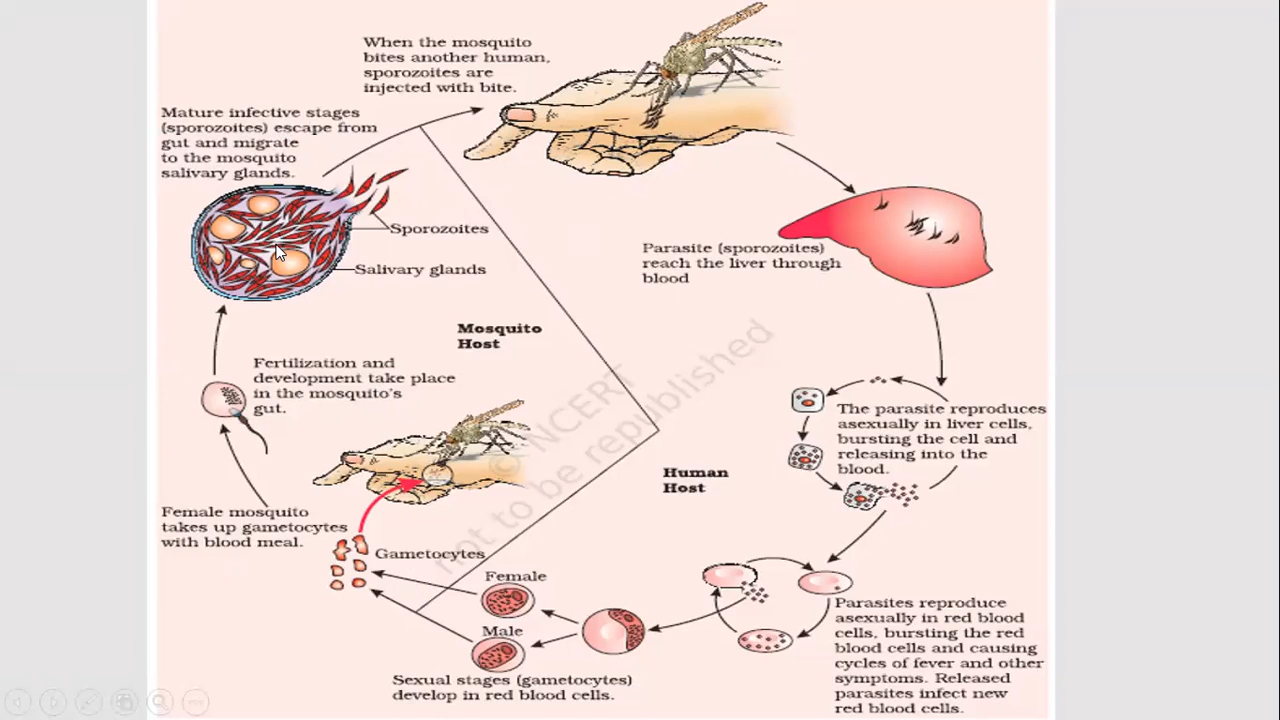 When the mosquito
bites another human,
sporozoites are
injected with bite.
Mature infective stages
(sporozoites) escape from
gut and migrate
to the mosquito
salivary glands.
Sporozoites
Salivary glands
Parasite (sporozoites)
reach the liver through
blood
Mosquito
Host
Fertilization and
development take place
in the mosquito's
gut.
The parasite reproduces
asexually in liver cells,
bursting the cell and
releasing into the
blood.
Human
Host
© NCERT
not to be republished
Female mosquito
takes up gametocytes
with blood meal.
Gametocytes
Female
Male
Sexual stages (gametocytes)
develop in red blood cells.
Parasites reproduce
asexually in red blood
cells, bursting the red
blood cells and causing
cycles of fever and other
symptoms. Released
parasites infect new
red blood cells.